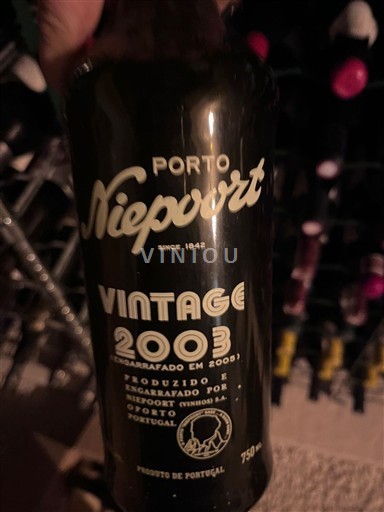 PORTO
Niepoort
SINCE 1842
VINIOU
VINTAGE
2003
(ENGARRAFADO EM 2005)
PRODUZIDO E
ENGARRAFADO POR
NIEPOORT (VINHOS) S.A.
OPORTO
PORTUGAL
750 ml
PRODUTO DE PORTUGAL